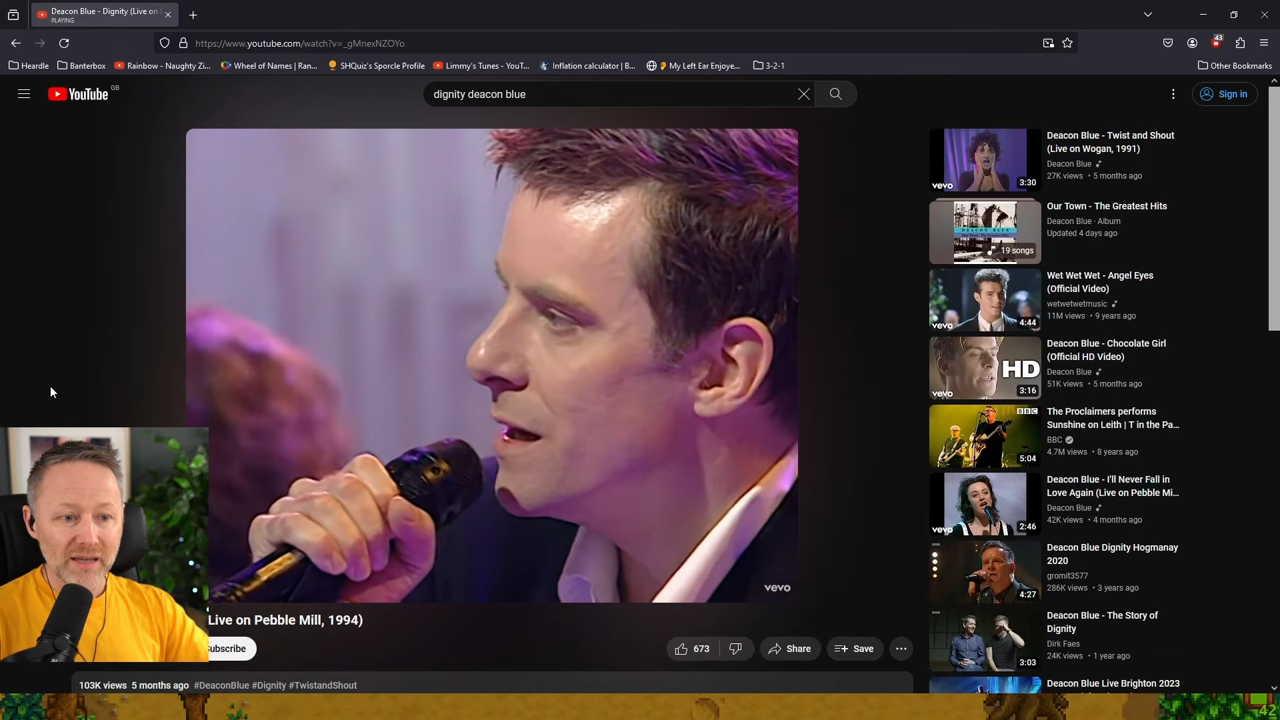 Deacon Blue - Dignity (Live on
PLAYING
https://www.youtube.com/watch?v=_gMnexNZOYo
43
Heardle
Banterbox
Rainbow - Naughty Zi...
Wheel of Names | Ran...
SHQuiz's Sporcle Profile
Limmy's Tunes - YouT...
Inflation calculator | B...
My Left Ear Enjoye...
3-2-1
Other Bookmarks
YouTube GB
dignity deacon blue
Sign in
vevo
Live on Pebble Mill, 1994)
ubscribe
673
Share
Save
103K views 5 months ago #DeaconBlue #Dignity #TwistandShout
vevo
3:30
Deacon Blue - Twist and Shout
(Live on Wogan, 1991)
Deacon Blue
27K views • 5 months ago
DEACON BLUE
19 songs
Our Town - The Greatest Hits
Deacon Blue · Album
Updated 4 days ago
vevo
4:44
Wet Wet Wet - Angel Eyes
(Official Video)
wetwetwetmusic
11M views • 9 years ago
HD
vevo
3:16
Deacon Blue - Chocolate Girl
(Official HD Video)
Deacon Blue
51K views • 5 months ago
BBC
5:04
The Proclaimers performs
Sunshine on Leith | T in the Pa...
BBC
4.7M views • 8 years ago
vevo
2:46
Deacon Blue - I'll Never Fall in
Love Again (Live on Pebble Mi...
Deacon Blue
42K views • 4 months ago
4:27
Deacon Blue Dignity Hogmanay
2020
gromit3577
286K views • 3 years ago
3:03
Deacon Blue - The Story of
Dignity
Dirk Faes
24K views • 1 year ago
Deacon Blue Live Brighton 2023
42